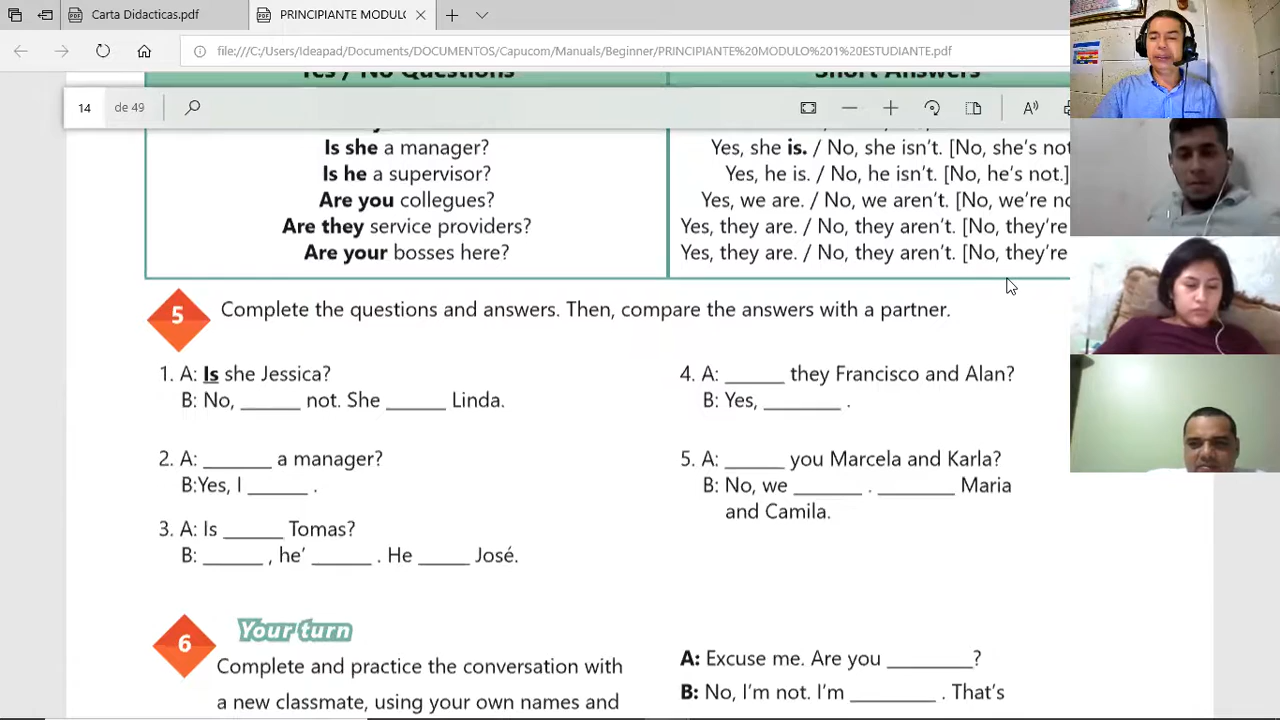 Carta Didacticas.pdf
PRINCIPIANTE MODULO
file:///C:/Users/Ideapad/Documents/DOCUMENTOS/Capucom/Manuals/Beginner/PRINCIPIANTE%20MODULO%201%20ESTUDIANTE.pdf
Yes / No Questions
Short Answers
14 de 49
Is she a manager?
Yes, she is. / No, she isn't. [No, she's not
Is he a supervisor?
Yes, he is. / No, he isn't. [No, he's not.]
Are you collegues?
Yes, we are. / No, we aren't. [No, we're no
Are they service providers?
Yes, they are. / No, they aren't. [No, they're
Are your bosses here?
Yes, they are. / No, they aren't. [No, they're
5 Complete the questions and answers. Then, compare the answers with a partner.
1. A: Is she Jessica?
B: No, ______ not. She ______ Linda.
2. A: _______ a manager?
B:Yes, I ______ .
3. A: Is ______ Tomas?
B: ______ , he' ______ . He _____ José.
4. A: ______ they Francisco and Alan?
B: Yes, ________ .
5. A: ______ you Marcela and Karla?
B: No, we _______ . ________ Maria
and Camila.
6 Your turn
Complete and practice the conversation with
a new classmate, using your own names and
A: Excuse me. Are you _________?
B: No, I'm not. I'm _________ . That's